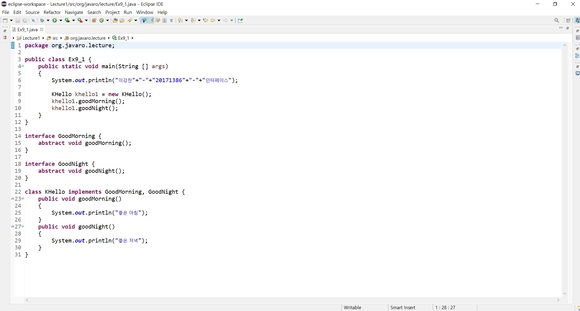 eclipse-workspace - Lecture1/src/org/javaro/lecture/Ex9_1.java - Eclipse IDE
File Edit Source Refactor Navigate Search Project Run Window Help
Ex9_1.java
Lecture1 src org.javaro.lecture Ex9_1
1 package org.javaro.lecture;
2
3 public class Ex9_1 {
4 public static void main(String [] args)
5 {
6 System.out.println("이강찬"+"-"+"20171386"+"-"+"인터페이스");
7
8 KHello khello1 = new KHello();
9 khello1.goodMorning();
10 khello1.goodNight();
11 }
12 }
13
14 interface GoodMorning {
15 abstract void goodMorning();
16 }
17
18 interface GoodNight {
19 abstract void goodNight();
20 }
21
22 class KHello implements GoodMorning, GoodNight {
23 public void goodMorning()
24 {
25 System.out.println("좋은 아침");
26 }
27 public void goodNight()
28 {
29 System.out.println("좋은 저녁");
30 }
31 }
Writable Smart Insert 1 : 28 : 27